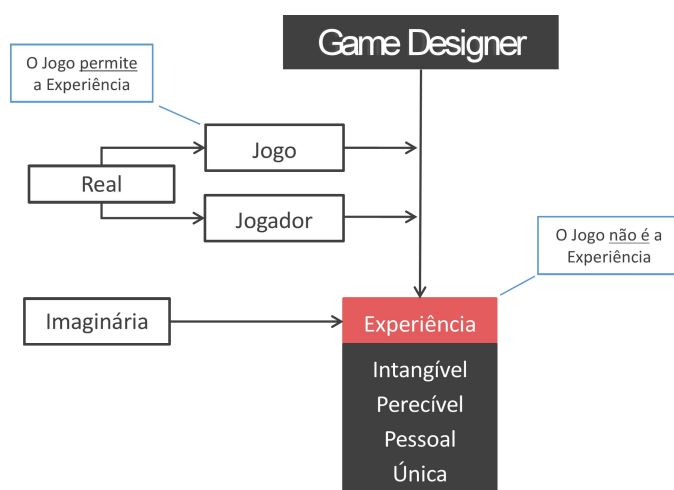 Game Designer
O Jogo permite
a Experiência
Jogo
Real
Jogador
O Jogo não é a
Experiência
Imaginária
Experiência
Intangível
Perecível
Pessoal
Única